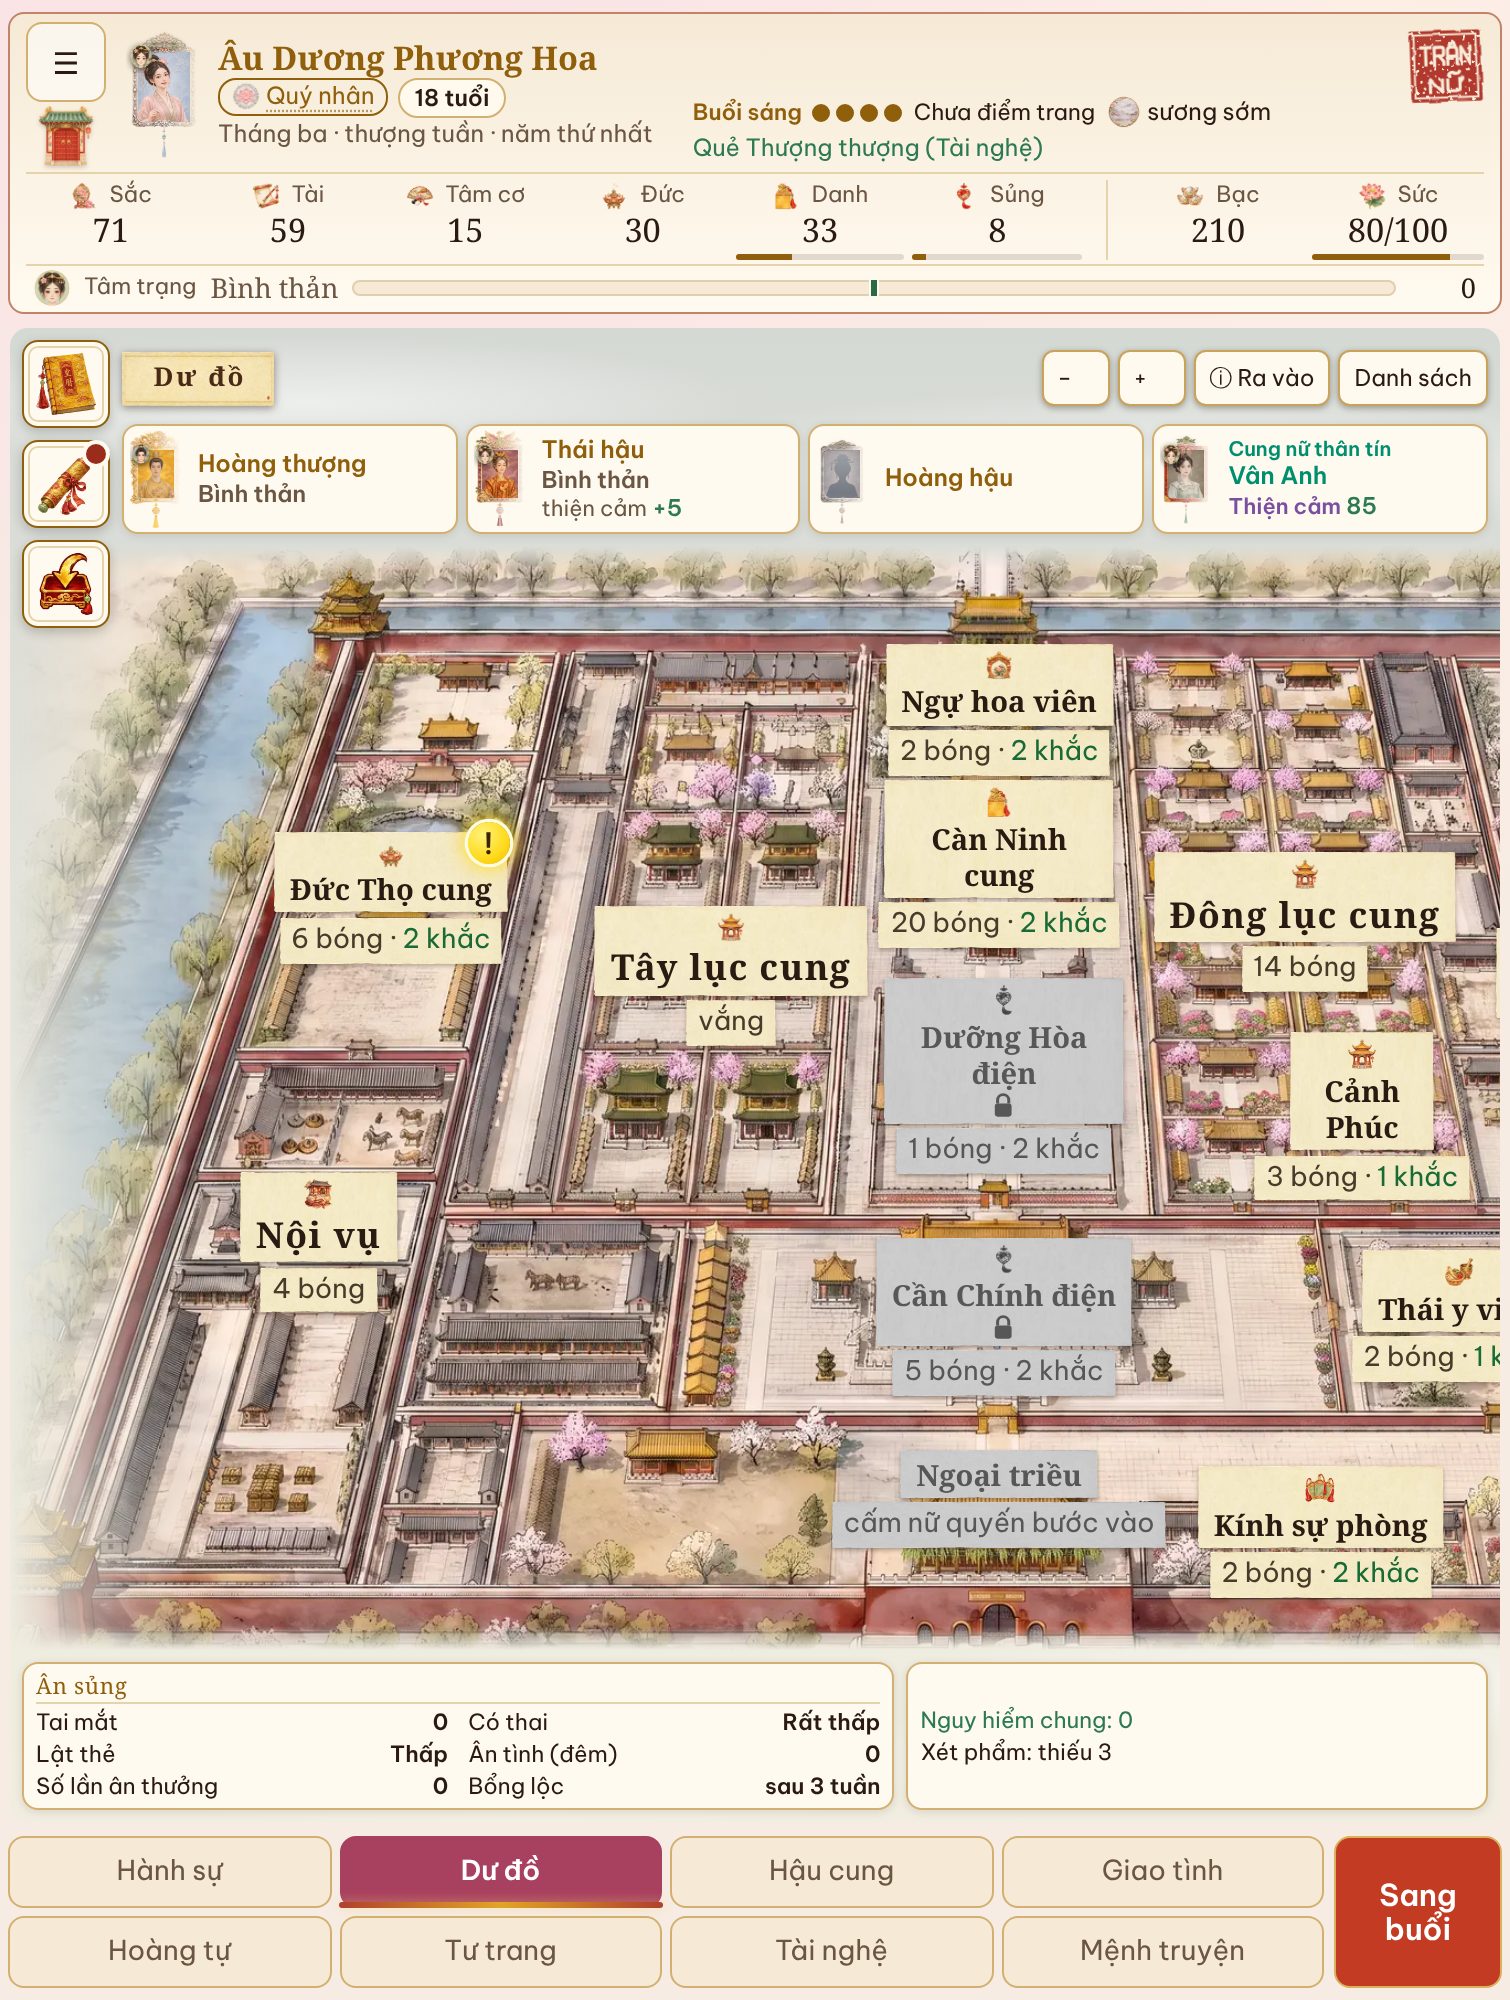 ☰
Âu Dương Phương Hoa
Quý nhân
18 tuổi
Tháng ba · thượng tuần · năm thứ nhất
Buổi sáng
Chưa điểm trang
sương sớm
Quẻ Thượng thượng (Tài nghệ)
TRÂN
NỮ
Sắc
71
Tài
59
Tâm cơ
15
Đức
30
Danh
33
Sủng
8
Bạc
210
Sức
80/100
Tâm trạng
Bình thản
0
Dư đồ
−
+
ⓘ Ra vào
Danh sách
Hoàng thượng
Bình thản
Thái hậu
Bình thản
thiện cảm +5
Hoàng hậu
Cung nữ thân tín
Vân Anh
Thiện cảm 85
Ngự hoa viên
2 bóng · 2 khắc
Càn Ninh
cung
20 bóng · 2 khắc
!
Đức Thọ cung
6 bóng · 2 khắc
Tây lục cung
vắng
Đông lục cung
14 bóng
Dưỡng Hòa
điện
1 bóng · 2 khắc
Cảnh
Phúc
3 bóng · 1 khắc
Nội vụ
4 bóng
Cần Chính điện
5 bóng · 2 khắc
Thái y vi
2 bóng · 1 k
Ngoại triều
cấm nữ quyến bước vào
Kính sự phòng
2 bóng · 2 khắc
Ân sủng
Tai mắt 0
Có thai Rất thấp
Lật thẻ Thấp
Ân tình (đêm) 0
Số lần ân thưởng 0
Bổng lộc sau 3 tuần
Nguy hiểm chung: 0
Xét phẩm: thiếu 3
Hành sự
Dư đồ
Hậu cung
Giao tình
Sang
buổi
Hoàng tự
Tư trang
Tài nghệ
Mệnh truyện